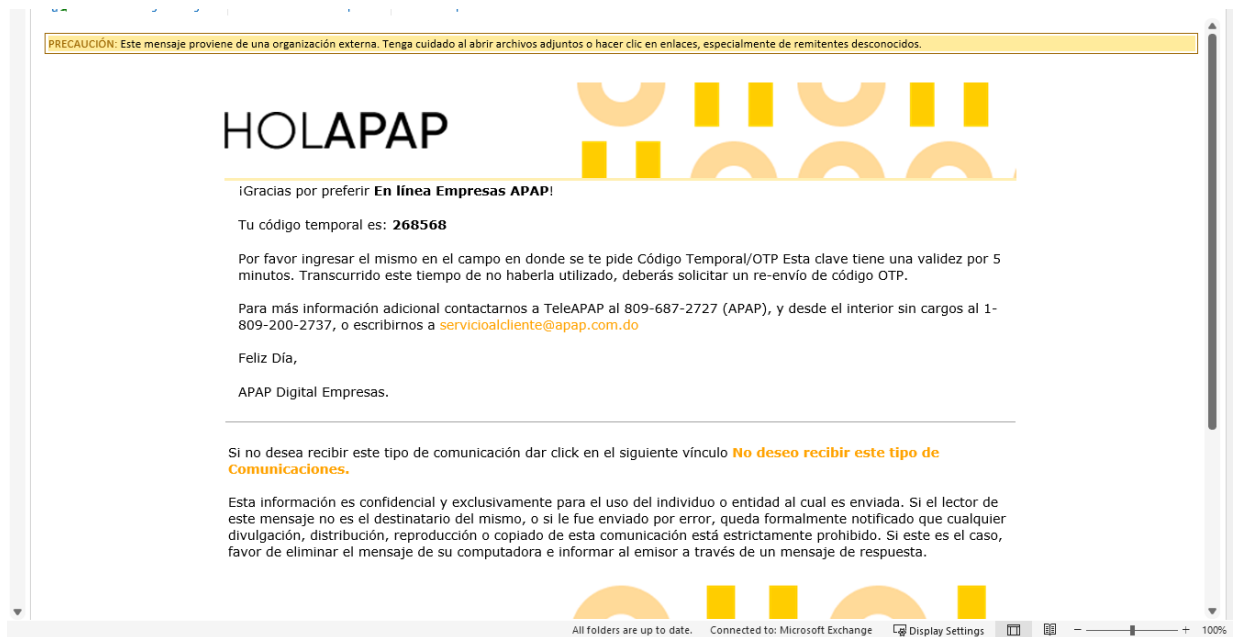 PRECAUCIÓN: Este mensaje proviene de una organización externa. Tenga cuidado al abrir archivos adjuntos o hacer clic en enlaces, especialmente de remitentes desconocidos.
HOLAPAP
¡Gracias por preferir En línea Empresas APAP!
Tu código temporal es: 268568
Por favor ingresar el mismo en el campo en donde se te pide Código Temporal/OTP Esta clave tiene una validez por 5
minutos. Transcurrido este tiempo de no haberla utilizado, deberás solicitar un re-envío de código OTP.
Para más información adicional contactarnos a TeleAPAP al 809-687-2727 (APAP), y desde el interior sin cargos al 1-
809-200-2737, o escribirnos a servicioalcliente@apap.com.do
Feliz Día,
APAP Digital Empresas.
Si no desea recibir este tipo de comunicación dar click en el siguiente vínculo No deseo recibir este tipo de
Comunicaciones.
Esta información es confidencial y exclusivamente para el uso del individuo o entidad al cual es enviada. Si el lector de
este mensaje no es el destinatario del mismo, o si le fue enviado por error, queda formalmente notificado que cualquier
divulgación, distribución, reproducción o copiado de esta comunicación está estrictamente prohibido. Si este es el caso,
favor de eliminar el mensaje de su computadora e informar al emisor a través de un mensaje de respuesta.
All folders are up to date. Connected to: Microsoft Exchange Display Settings 100%